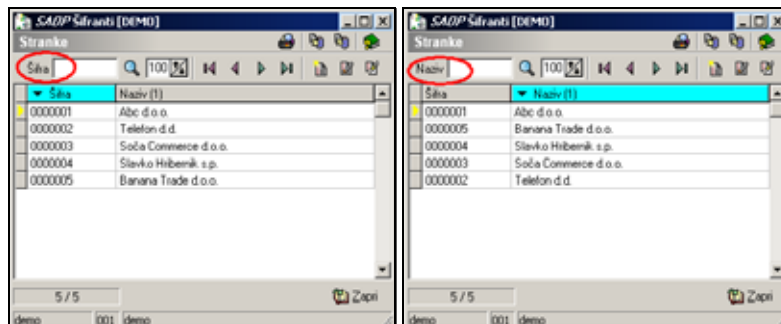 SAOP Šifranti [DEMO]
Stranke
Šifra
100
Šifra Naziv (1)
0000001 Abc d.o.o.
0000002 Telefon d.d.
0000003 Soča Commerce d.o.o.
0000004 Slavko Hribernik s.p.
0000005 Banana Trade d.o.o.
5 / 5 Zapri
demo 001 demo
SAOP Šifranti [DEMO]
Stranke
Naziv
100
Šifra Naziv (1)
0000001 Abc d.o.o.
0000005 Banana Trade d.o.o.
0000004 Slavko Hribernik s.p.
0000003 Soča Commerce d.o.o.
0000002 Telefon d.d.
5 / 5 Zapri
demo 001 demo